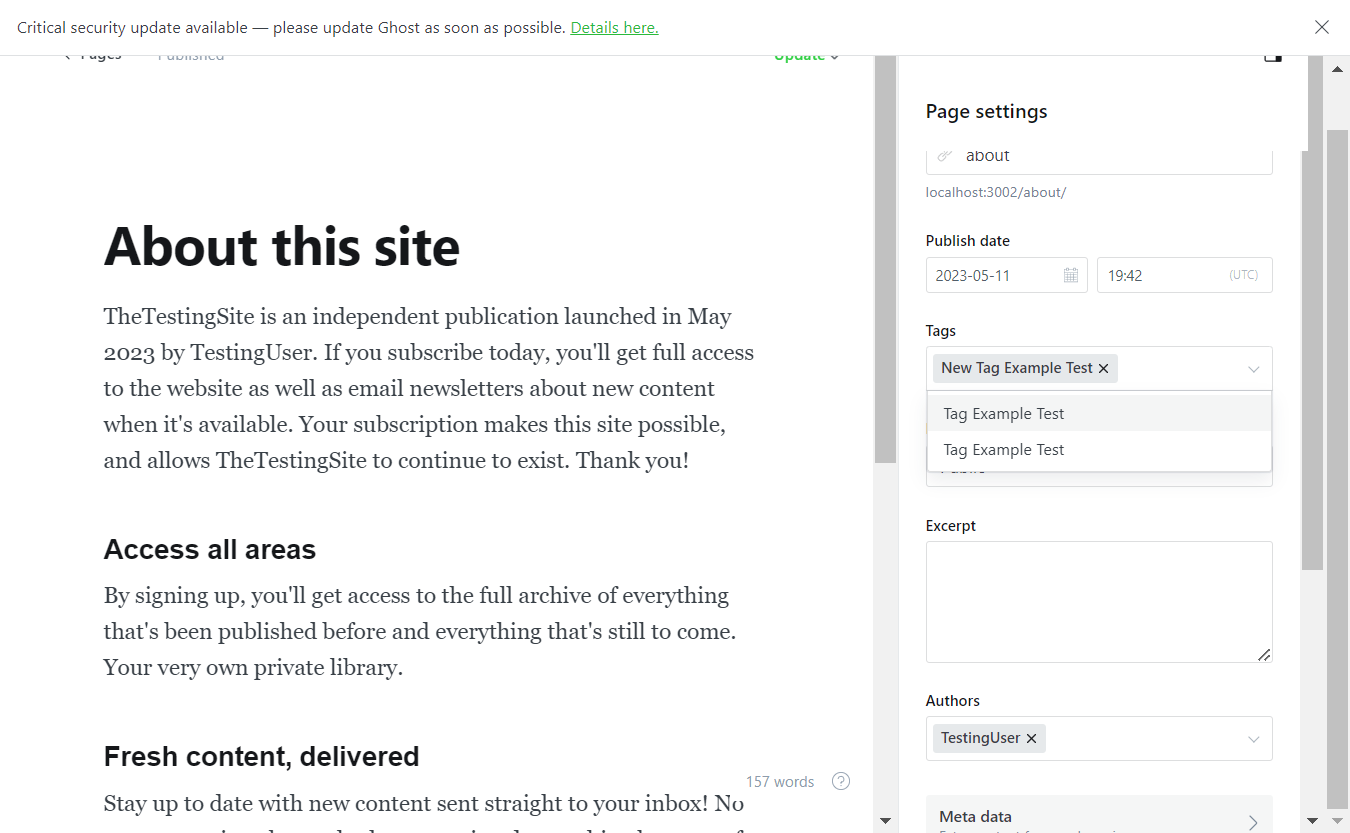 Critical security update available — please update Ghost as soon as possible. Details here.
Pages
Published
Update
About this site
TheTestingSite is an independent publication launched in May
2023 by TestingUser. If you subscribe today, you'll get full access
to the website as well as email newsletters about new content
when it's available. Your subscription makes this site possible,
and allows TheTestingSite to continue to exist. Thank you!
Access all areas
By signing up, you'll get access to the full archive of everything
that's been published before and everything that's still to come.
Your very own private library.
Fresh content, delivered
Stay up to date with new content sent straight to your inbox! No
157 words
Page settings
about
localhost:3002/about/
Publish date
2023-05-11
19:42 (UTC)
Tags
New Tag Example Test
Tag Example Test
Tag Example Test
Public
Excerpt
Authors
TestingUser
Meta data